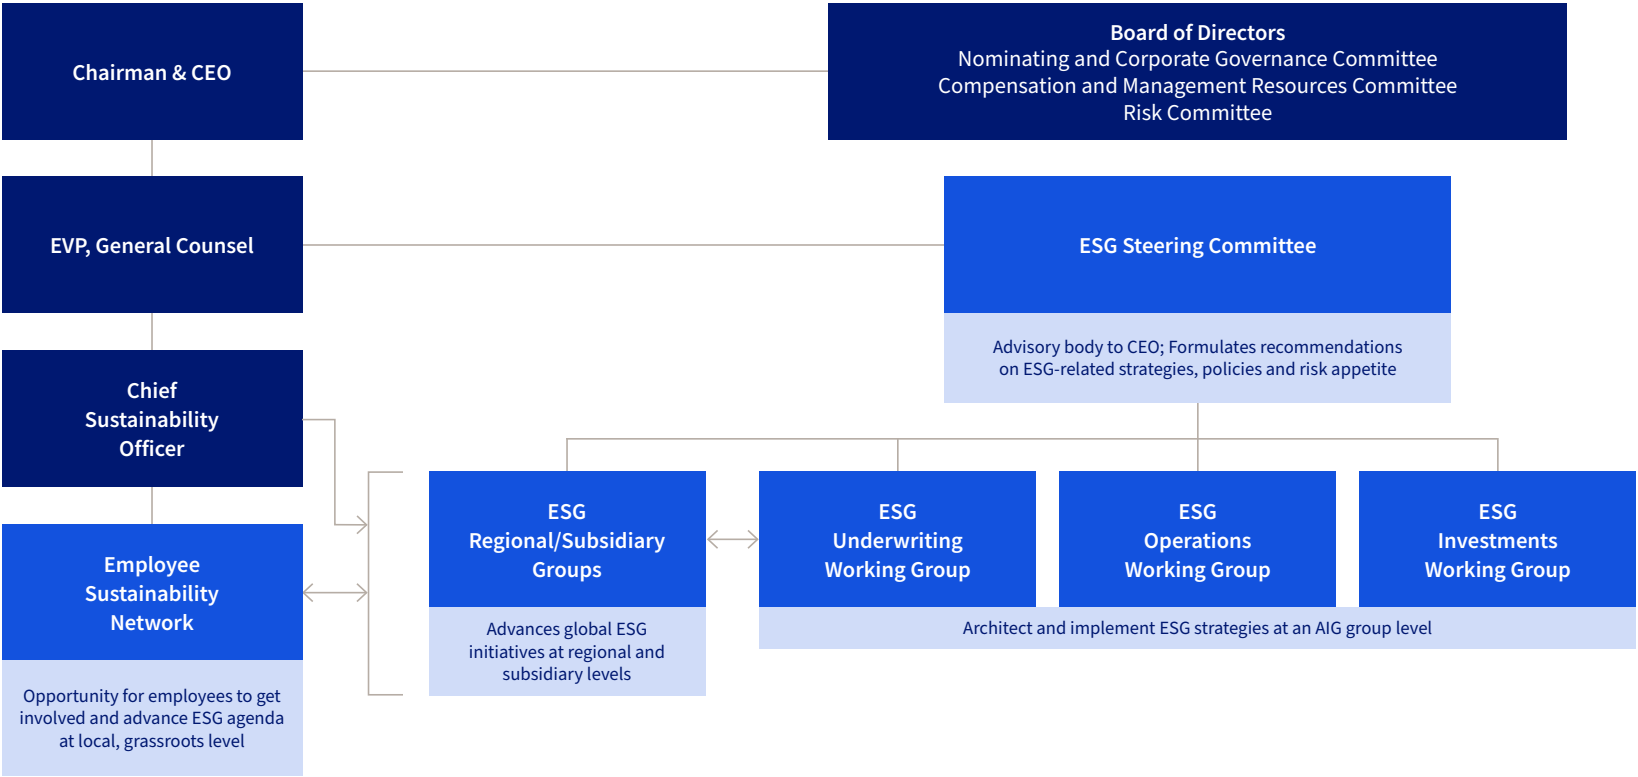 Chairman & CEO
Board of Directors
Nominating and Corporate Governance Committee
Compensation and Management Resources Committee
Risk Committee
EVP, General Counsel
ESG Steering Committee
Advisory body to CEO; Formulates recommendations
on ESG-related strategies, policies and risk appetite
Chief
Sustainability
Officer
Employee
Sustainability
Network
Opportunity for employees to get
involved and advance ESG agenda
at local, grassroots level
ESG
Regional/Subsidiary
Groups
Advances global ESG
initiatives at regional and
subsidiary levels
ESG
Underwriting
Working Group
ESG
Operations
Working Group
ESG
Investments
Working Group
Architect and implement ESG strategies at an AIG group level